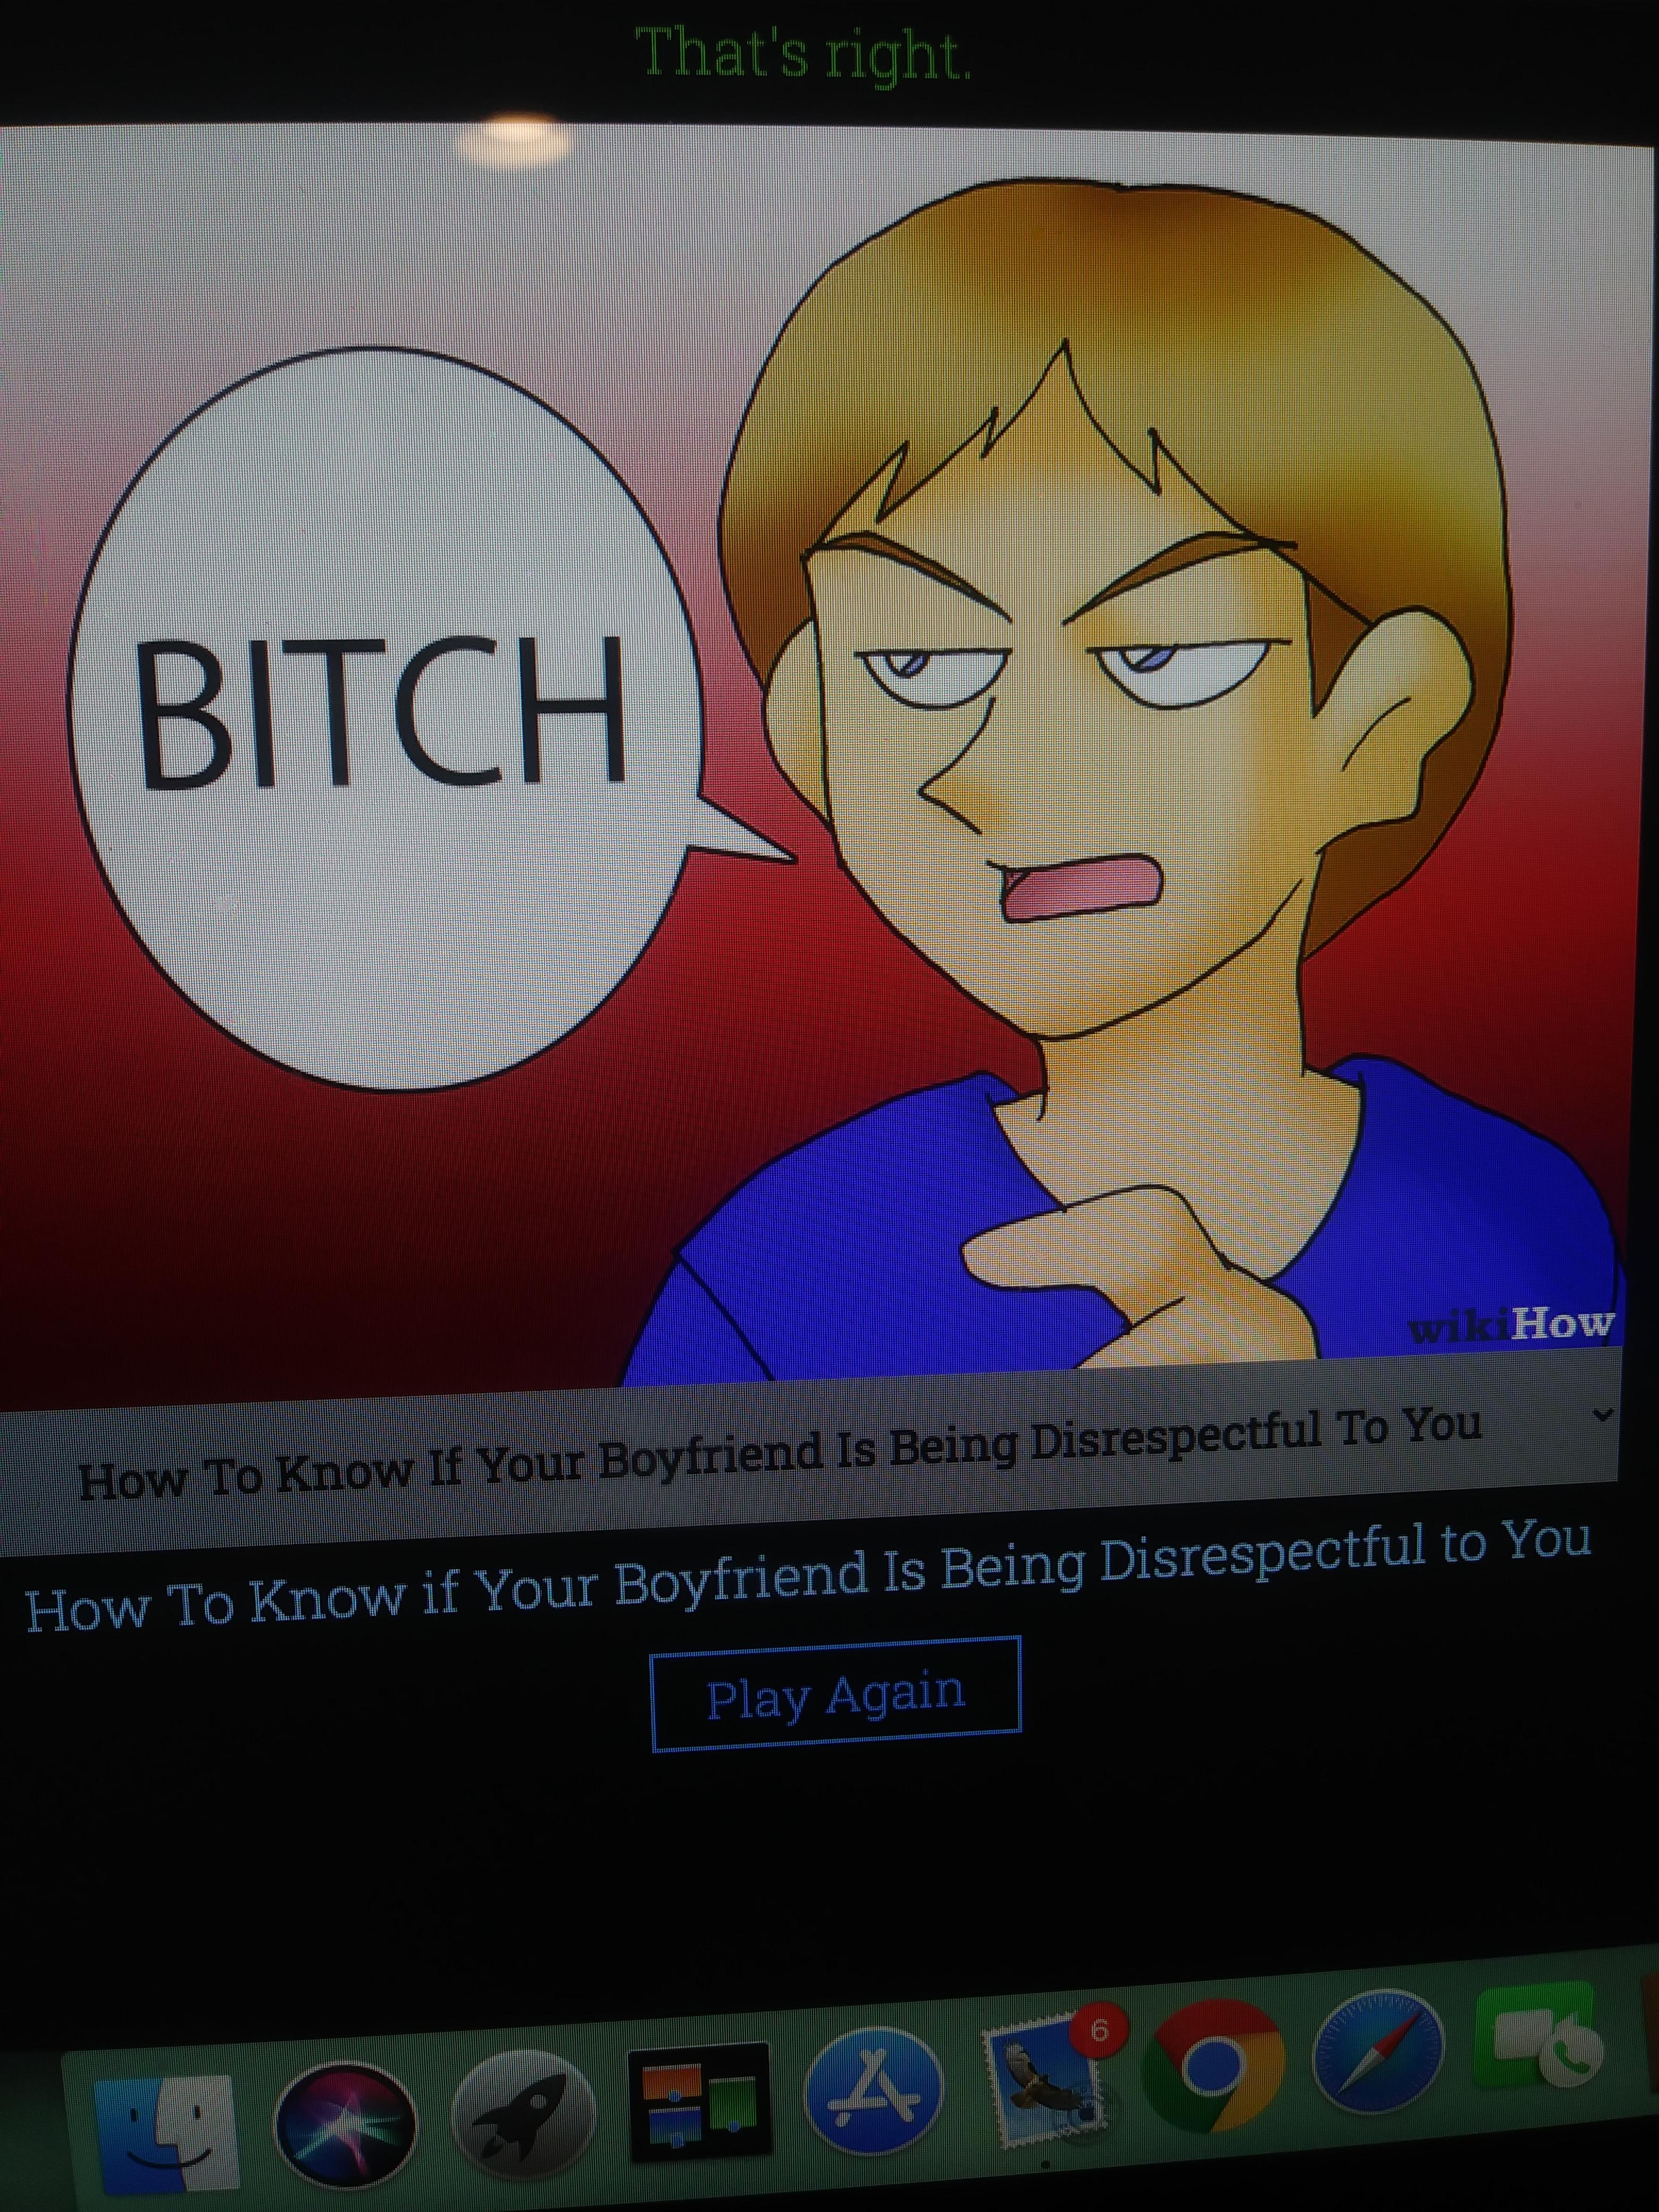 That's right.
BITCH
wikiHow
How To Know If Your Boyfriend Is Being Disrespectful To You
How To Know if Your Boyfriend Is Being Disrespectful to You
Play Again
6